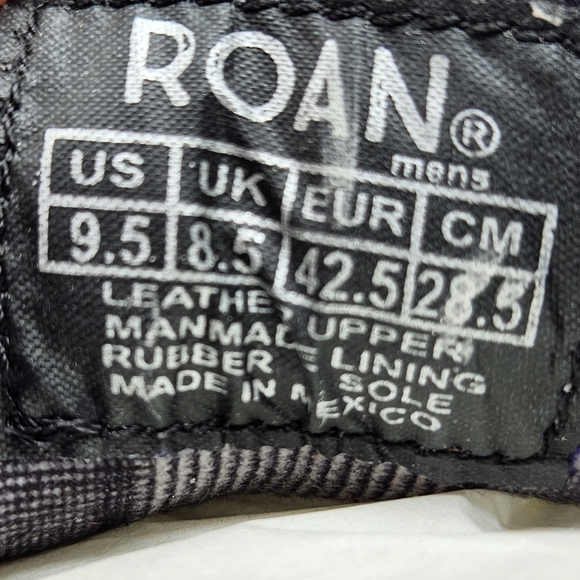 ROAN®
mens
US UK EUR CM
9.5 8.5 42.5 28.5
LEATHER UPPER
MANMADE LINING
RUBBER SOLE
MADE IN MEXICO